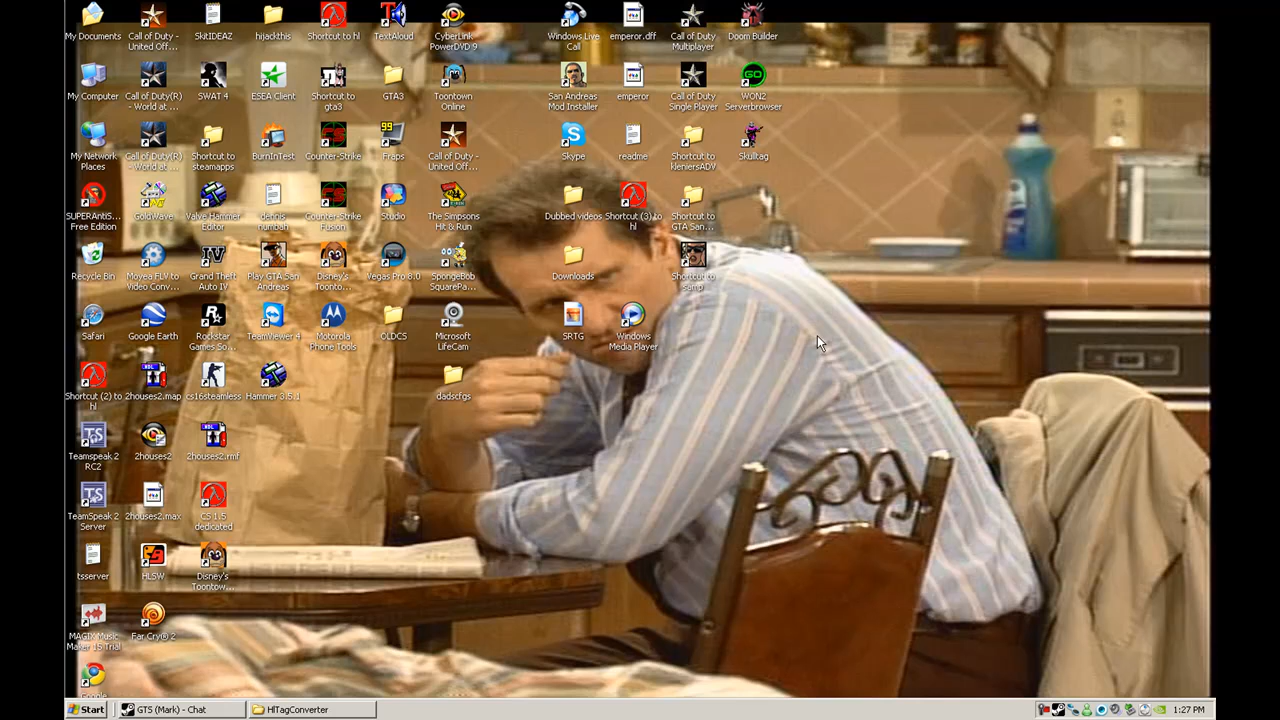 My Documents
Call of Duty - United Off...
SkitIDEAZ
hijackthis
Shortcut to hl
TextAloud
CyberLink PowerDVD 9
Windows Live Call
emperor.dff
Call of Duty Multiplayer
Doom Builder
My Computer
Call of Duty(R) - World at ...
SWAT 4
ESEA Client
Shortcut to gta3
GTA3
Toontown Online
San Andreas Mod Installer
emperor
Call of Duty Single Player
WON2 Serverbrowser
My Network Places
Call of Duty(R) - World at ...
Shortcut to steamapps
BurnInTest
Counter-Strike
Fraps
Call of Duty - United Off...
Skype
readme
Shortcut to kleniersADV
Skulltag
SUPERAntiS... Free Edition
GoldWave
Valve Hammer Editor
dennis numbah
Counter-Strike Fusion
Studio
The Simpsons Hit & Run
Dubbed videos
Shortcut (3) to hl
Shortcut to GTA San...
Recycle Bin
Moyea FLV to Video Conv...
Grand Theft Auto IV
Play GTA San Andreas
Disney's Toonto...
Vegas Pro 8.0
SpongeBob SquarePa...
Downloads
Shortcut to samp
Safari
Google Earth
Rockstar Games So...
TeamViewer 4
Motorola Phone Tools
OLDCS
Microsoft LifeCam
SRTG
Windows Media Player
Shortcut (2) to hl
2houses2.map
cs16steamless
Hammer 3.5.1
dadscfgs
Teamspeak 2 RC2
2houses2
2houses2.rmf
TeamSpeak 2 Server
2houses2.max
CS 1.5 dedicated
tsserver
HLSW
Disney's Toontow...
MAGIX Music Maker 15 Trial
Far Cry® 2
Google
Start
GTS (Mark) - Chat
HlTagConverter
1:27 PM